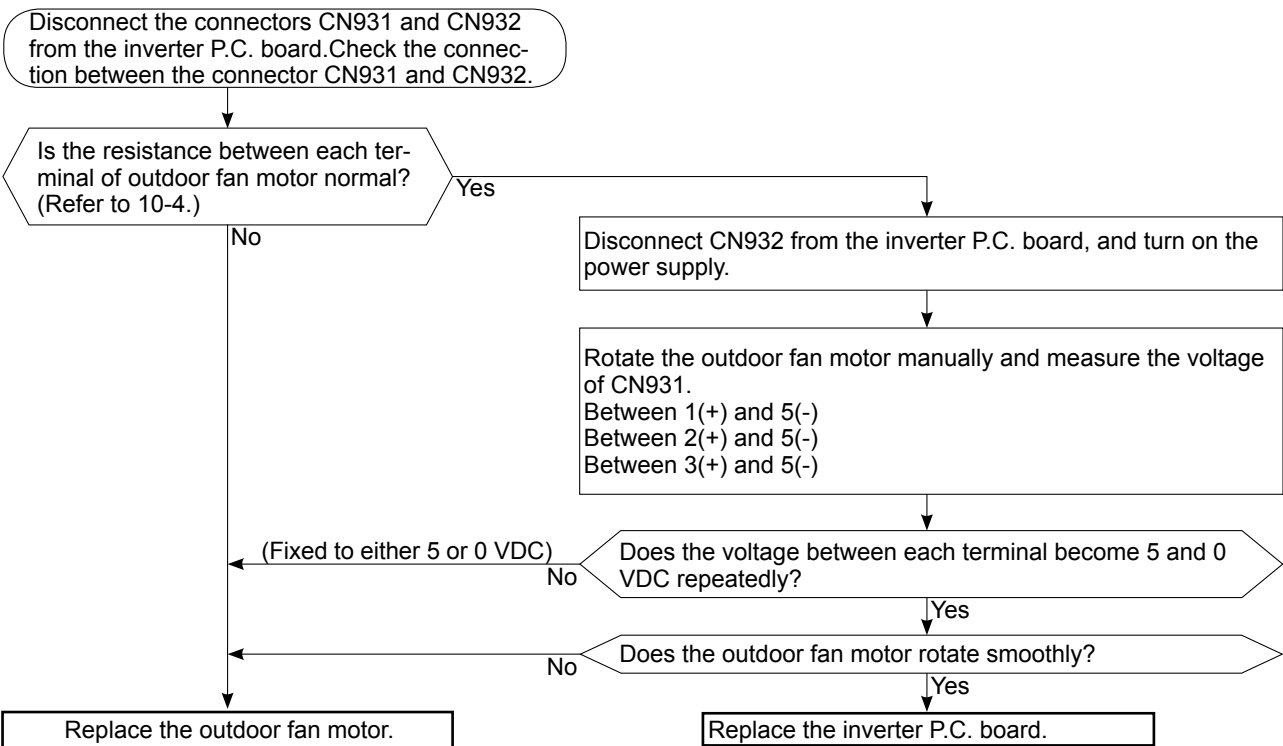 Disconnect the connectors CN931 and CN932
from the inverter P.C. board.Check the connec-
tion between the connector CN931 and CN932.
Is the resistance between each ter-
minal of outdoor fan motor normal?
(Refer to 10-4.)
Yes
No
Disconnect CN932 from the inverter P.C. board, and turn on the
power supply.
Rotate the outdoor fan motor manually and measure the voltage
of CN931.
Between 1(+) and 5(-)
Between 2(+) and 5(-)
Between 3(+) and 5(-)
(Fixed to either 5 or 0 VDC)
No
Does the voltage between each terminal become 5 and 0
VDC repeatedly?
Yes
No
Does the outdoor fan motor rotate smoothly?
Yes
Replace the outdoor fan motor.
Replace the inverter P.C. board.